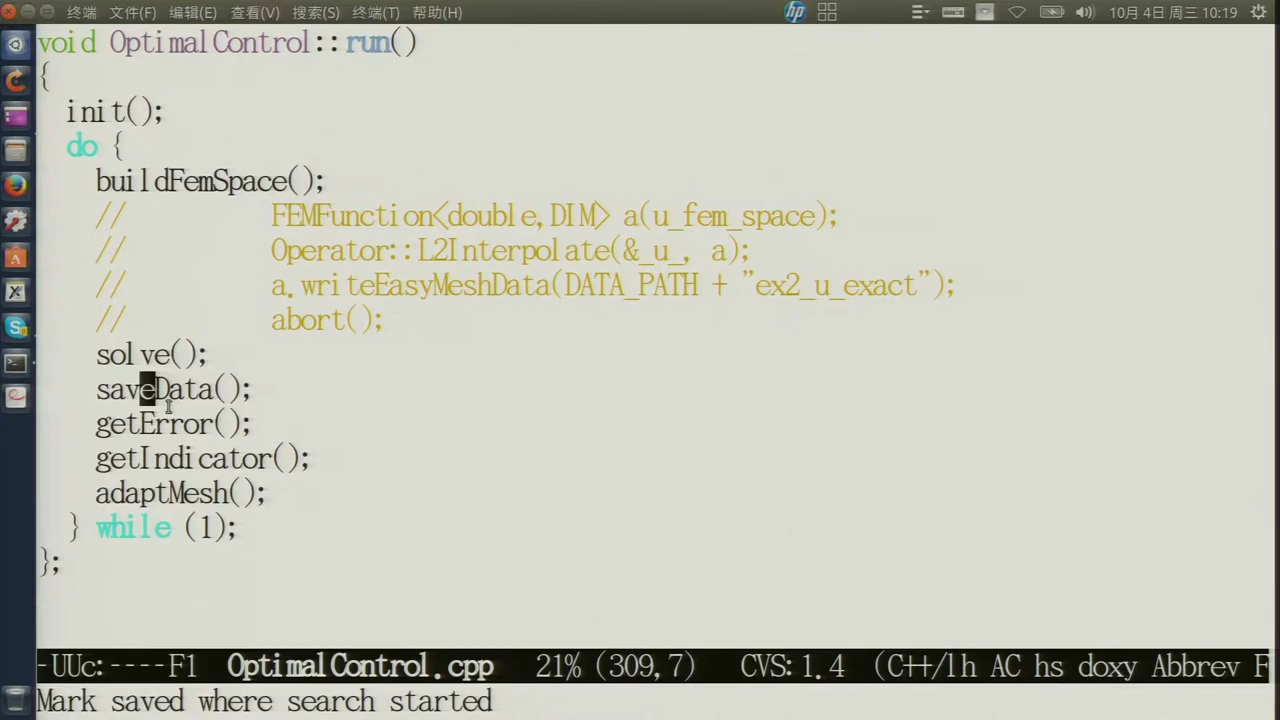 终端 文件(F) 编辑(E) 查看(V) 搜索(S) 终端(T) 帮助(H) 10月 4日 周三 10:19
void OptimalControl::run()
{
  init();
  do {
    buildFemSpace();
    //          FEMFunction<double,DIM> a(u_fem_space);
    //          Operator::L2Interpolate(&_u_, a);
    //          a.writeEasyMeshData(DATA_PATH + "ex2_u_exact");
    //          abort();
    solve();
    saveData();
    getError();
    getIndicator();
    adaptMesh();
  } while (1);
};
-UUc:----F1  OptimalControl.cpp   21% (309,7)   CVS:1.4  (C++/lh AC hs doxy Abbrev F
Mark saved where search started